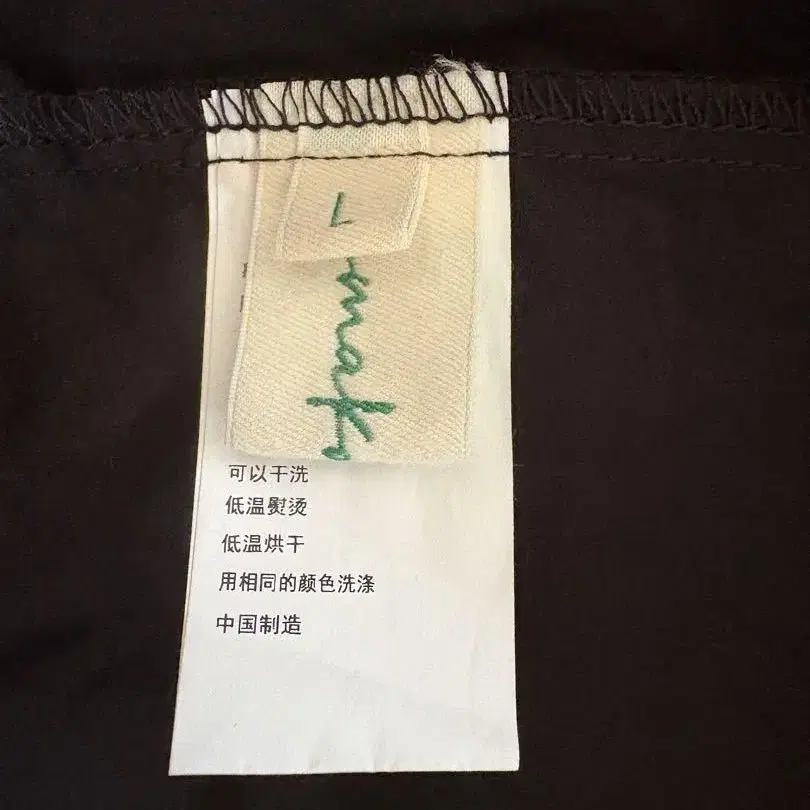 L
mak
可以干洗
低温熨烫
低温烘干
用相同的颜色洗涤
中国制造